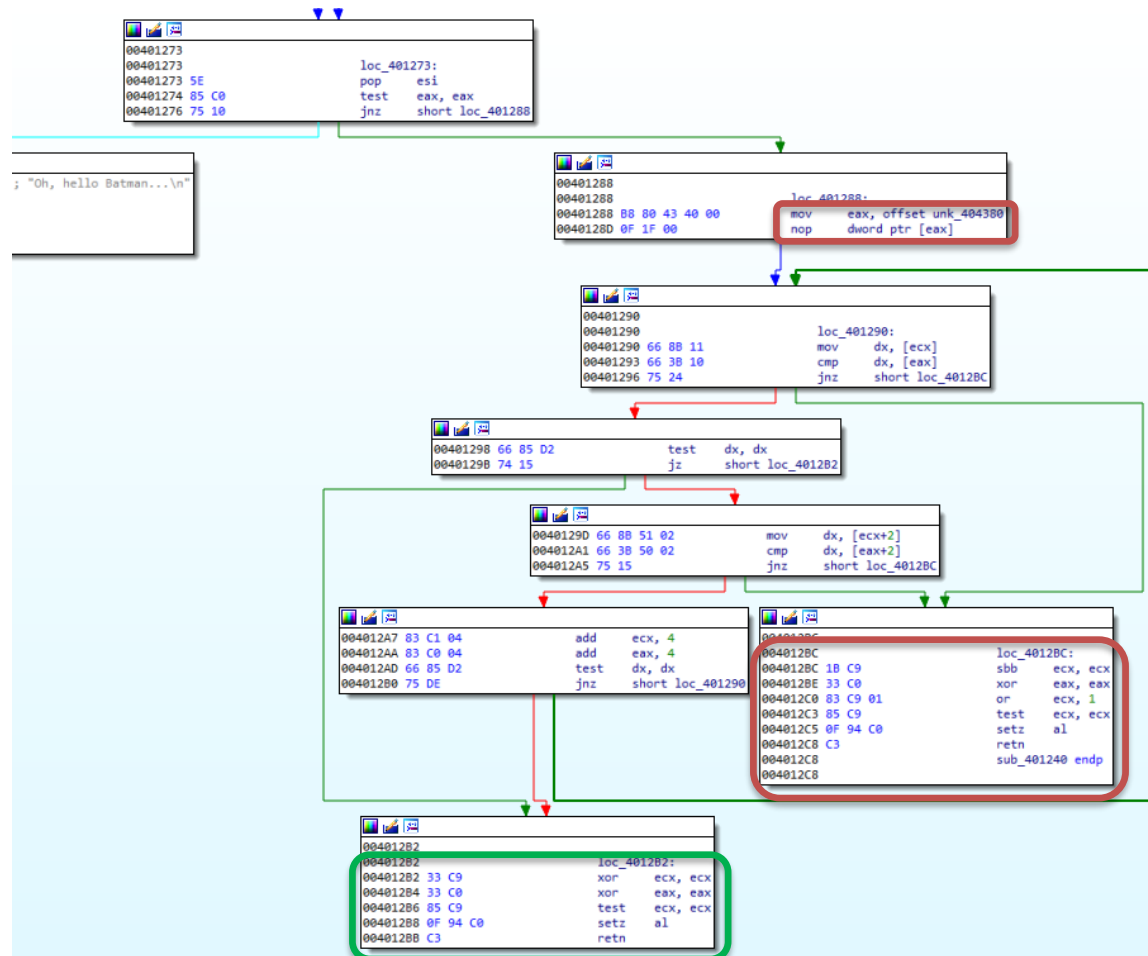 00401273
00401273 loc_401273:
00401273 5E pop esi
00401274 85 C0 test eax, eax
00401276 75 10 jnz short loc_401288
; "Oh, hello Batman...\n"
00401288
00401288 loc_401288:
00401288 B8 80 43 40 00 mov eax, offset unk_404380
0040128D 0F 1F 00 nop dword ptr [eax]
00401290
00401290 loc_401290:
00401290 66 8B 11 mov dx, [ecx]
00401293 66 3B 10 cmp dx, [eax]
00401296 75 24 jnz short loc_4012BC
00401298 66 85 D2 test dx, dx
0040129B 74 15 jz short loc_4012B2
0040129D 66 8B 51 02 mov dx, [ecx+2]
004012A1 66 3B 50 02 cmp dx, [eax+2]
004012A5 75 15 jnz short loc_4012BC
004012A7 83 C1 04 add ecx, 4
004012AA 83 C0 04 add eax, 4
004012AD 66 85 D2 test dx, dx
004012B0 75 DE jnz short loc_401290
004012BC
004012BC loc_4012BC:
004012BC 1B C9 sbb ecx, ecx
004012BE 33 C0 xor eax, eax
004012C0 83 C9 01 or ecx, 1
004012C3 85 C9 test ecx, ecx
004012C5 0F 94 C0 setz al
004012C8 C3 retn
004012C8 sub_401240 endp
004012C8
004012B2
004012B2 loc_4012B2:
004012B2 33 C9 xor ecx, ecx
004012B4 33 C0 xor eax, eax
004012B6 85 C9 test ecx, ecx
004012B8 0F 94 C0 setz al
004012BB C3 retn